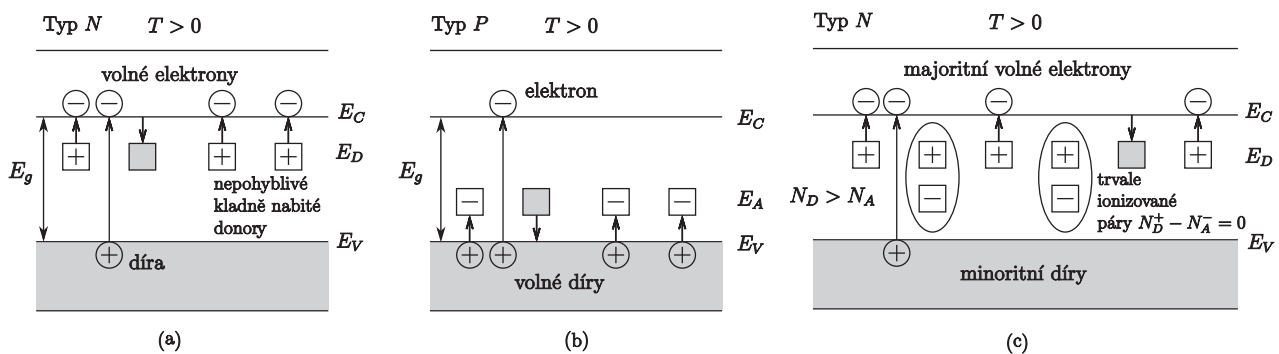 Typ N T > 0
volné elektrony
− − − −
E_C
+ + +
E_D
E_g
nepohyblivé
kladně nabité
donory
E_V
+ díra
(a)
Typ P T > 0
elektron
−
E_C
E_g
− − −
E_A
E_V
+ + + +
volné díry
(b)
Typ N T > 0
majoritní volné elektrony
− − − −
E_C
+ + + + +
E_D
N_D > N_A
− −
trvale
ionizované
páry N_D^+ − N_A^- = 0
E_V
+
minoritní díry
(c)